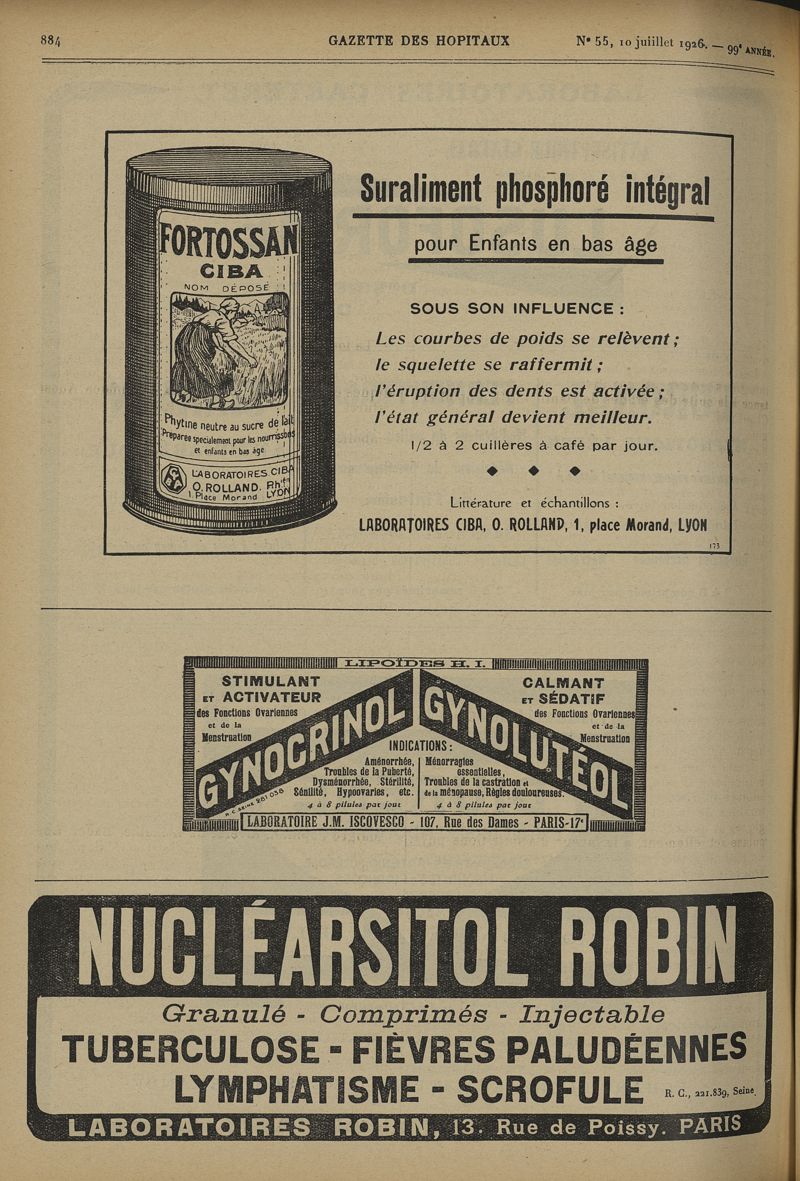 884
GAZETTE DES HOPITAUX
N° 55, 10 juiillet 1926. — 99e ANNÉE.
FORTOSSAN
CIBA
NOM DÉPOSÉ
Phytine neutre au sucre de lait
Préparée spécialement pour les nourrissons
et enfants en bas âge
LABORATOIRES CIBA
O. ROLLAND. Phien
1. Place Morand LYON
Suraliment phosphoré intégral
pour Enfants en bas âge
SOUS SON INFLUENCE :
Les courbes de poids se relèvent ;
le squelette se raffermit ;
l'éruption des dents est activée ;
l'état général devient meilleur.
1/2 à 2 cuillères à café par jour.
Littérature et échantillons :
LABORATOIRES CIBA, O. ROLLAND, 1, place Morand, LYON
173
LIPOÏDES H. I.
STIMULANT
ET ACTIVATEUR
des Fonctions Ovariennes
et de la
Menstruation
GYNOCRINOL
CALMANT
ET SÉDATIF
des Fonctions Ovariennes
et de la
Menstruation
GYNOLUTÉOL
INDICATIONS :
Aménorrhée,
Troubles de la Puberté,
Dysménorrhée, Stérilité,
Sénilité, Hypoovaries, etc.
4 à 8 pilules par jour
Ménorragies
essentielles,
Troubles de la castration et
de la ménopause, Règles douloureuses.
4 à 8 pilules par jour
R. C. SEINE 261.036
LABORATOIRE J.M. ISCOVESCO - 107, Rue des Dames - PARIS-17e
NUCLÉARSITOL ROBIN
Granulé - Comprimés - Injectable
TUBERCULOSE - FIÈVRES PALUDÉENNES
LYMPHATISME - SCROFULE
R. C., 221.839, Seine
LABORATOIRES ROBIN, 13. Rue de Poissy. PARIS